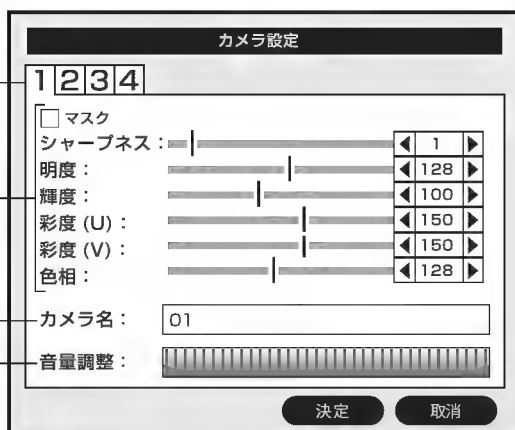 カメラ設定
1 2 3 4
マスク
シャープネス： 1
明度： 128
輝度： 100
彩度 (U)： 150
彩度 (V)： 150
色相： 128
カメラ名： 01
音量調整：
決定 取消